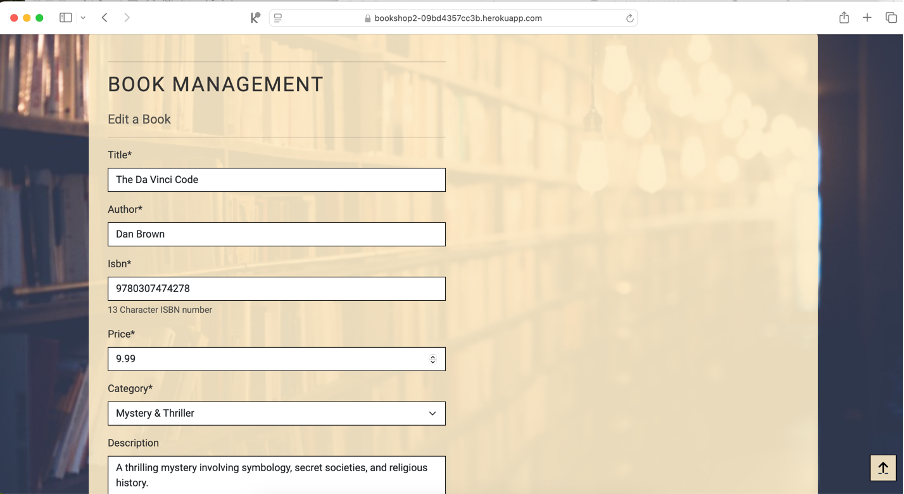 bookshop2-09bd4357cc3b.herokuapp.com
BOOK MANAGEMENT
Edit a Book
Title*
The Da Vinci Code
Author*
Dan Brown
Isbn*
9780307474278
13 Character ISBN number
Price*
9.99
Category*
Mystery & Thriller
Description
A thrilling mystery involving symbology, secret societies, and religious
history.